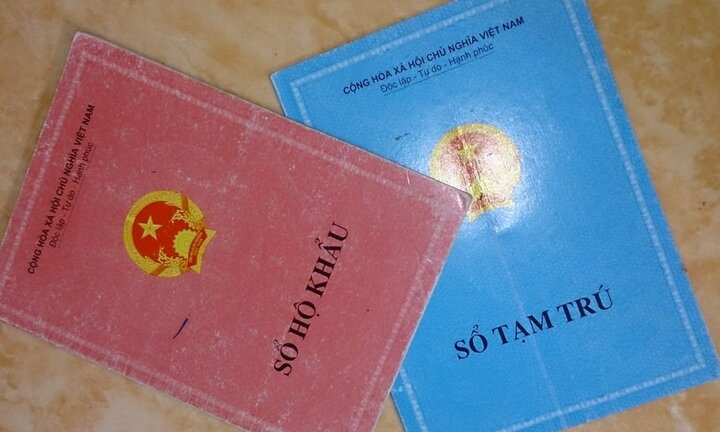 CỘNG HÒA XÃ HỘI CHỦ NGHĨA VIỆT NAM
Độc lập - Tự do - Hạnh phúc
SỔ HỘ KHẨU
CỘNG HÒA XÃ HỘI CHỦ NGHĨA VIỆT NAM
Độc lập - Tự do - Hạnh phúc
SỔ TẠM TRÚ